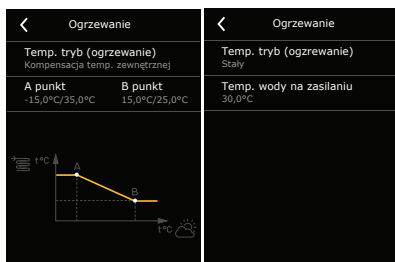 Ogrzewanie
Temp. tryb (ogrzewanie)
Kompensacja temp. zewnętrznej
A punkt B punkt
-15,0°C/35,0°C 15,0°C/25,0°C
t°C
A
B
t°C
Ogrzewanie
Temp. tryb (ogzrewanie)
Stały
Temp. wody na zasilaniu
30,0°C